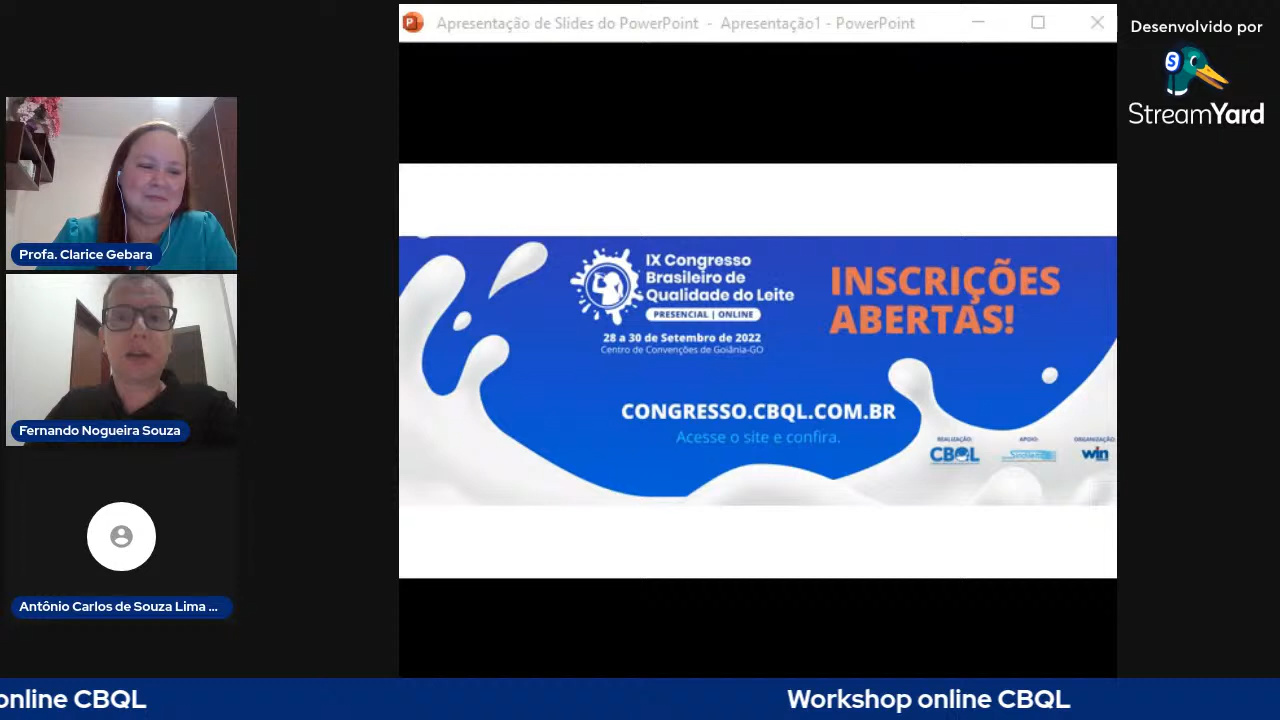 Apresentação de Slides do PowerPoint - Apresentação1 - PowerPoint
Desenvolvido por
StreamYard
Profa. Clarice Gebara
Fernando Nogueira Souza
Antônio Carlos de Souza Lima ...
IX Congresso
Brasileiro de
Qualidade do Leite
PRESENCIAL | ONLINE
28 a 30 de Setembro de 2022
Centro de Convenções de Goiânia-GO
INSCRIÇÕES
ABERTAS!
CONGRESSO.CBQL.COM.BR
Acesse o site e confira.
REALIZAÇÃO:
CBQL
APOIO:
ORGANIZAÇÃO:
win
online CBQL
Workshop online CBQL